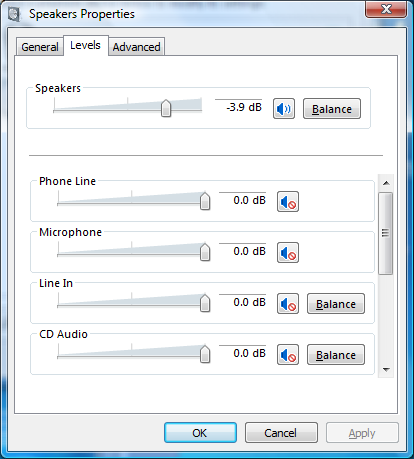 Speakers Properties
General Levels Advanced
Speakers
-3.9 dB Balance
Phone Line
0.0 dB
Microphone
0.0 dB
Line In
0.0 dB Balance
CD Audio
0.0 dB Balance
OK Cancel Apply